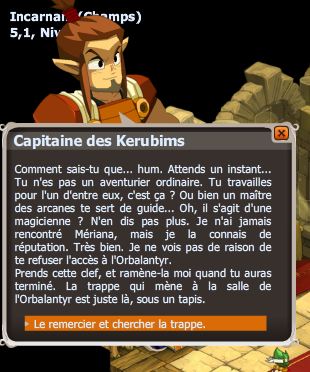 Incarnam (Champs)
5,1, Niv
Capitaine des Kerubims
Comment sais-tu que... hum. Attends un instant...
Tu n'es pas un aventurier ordinaire. Tu travailles
pour l'un d'entre eux, c'est ça ? Ou bien un maître
des arcanes te sert de guide... Oh, il s'agit d'une
magicienne ? N'en dis pas plus. Je n'ai jamais
rencontré Mériana, mais je la connais de
réputation. Très bien. Je ne vois pas de raison de
te refuser l'accès à l'Orbalantyr.
Prends cette clef, et ramène-la moi quand tu auras
terminé. La trappe qui mène à la salle de
l'Orbalantyr est juste là, sous un tapis.
Le remercier et chercher la trappe.